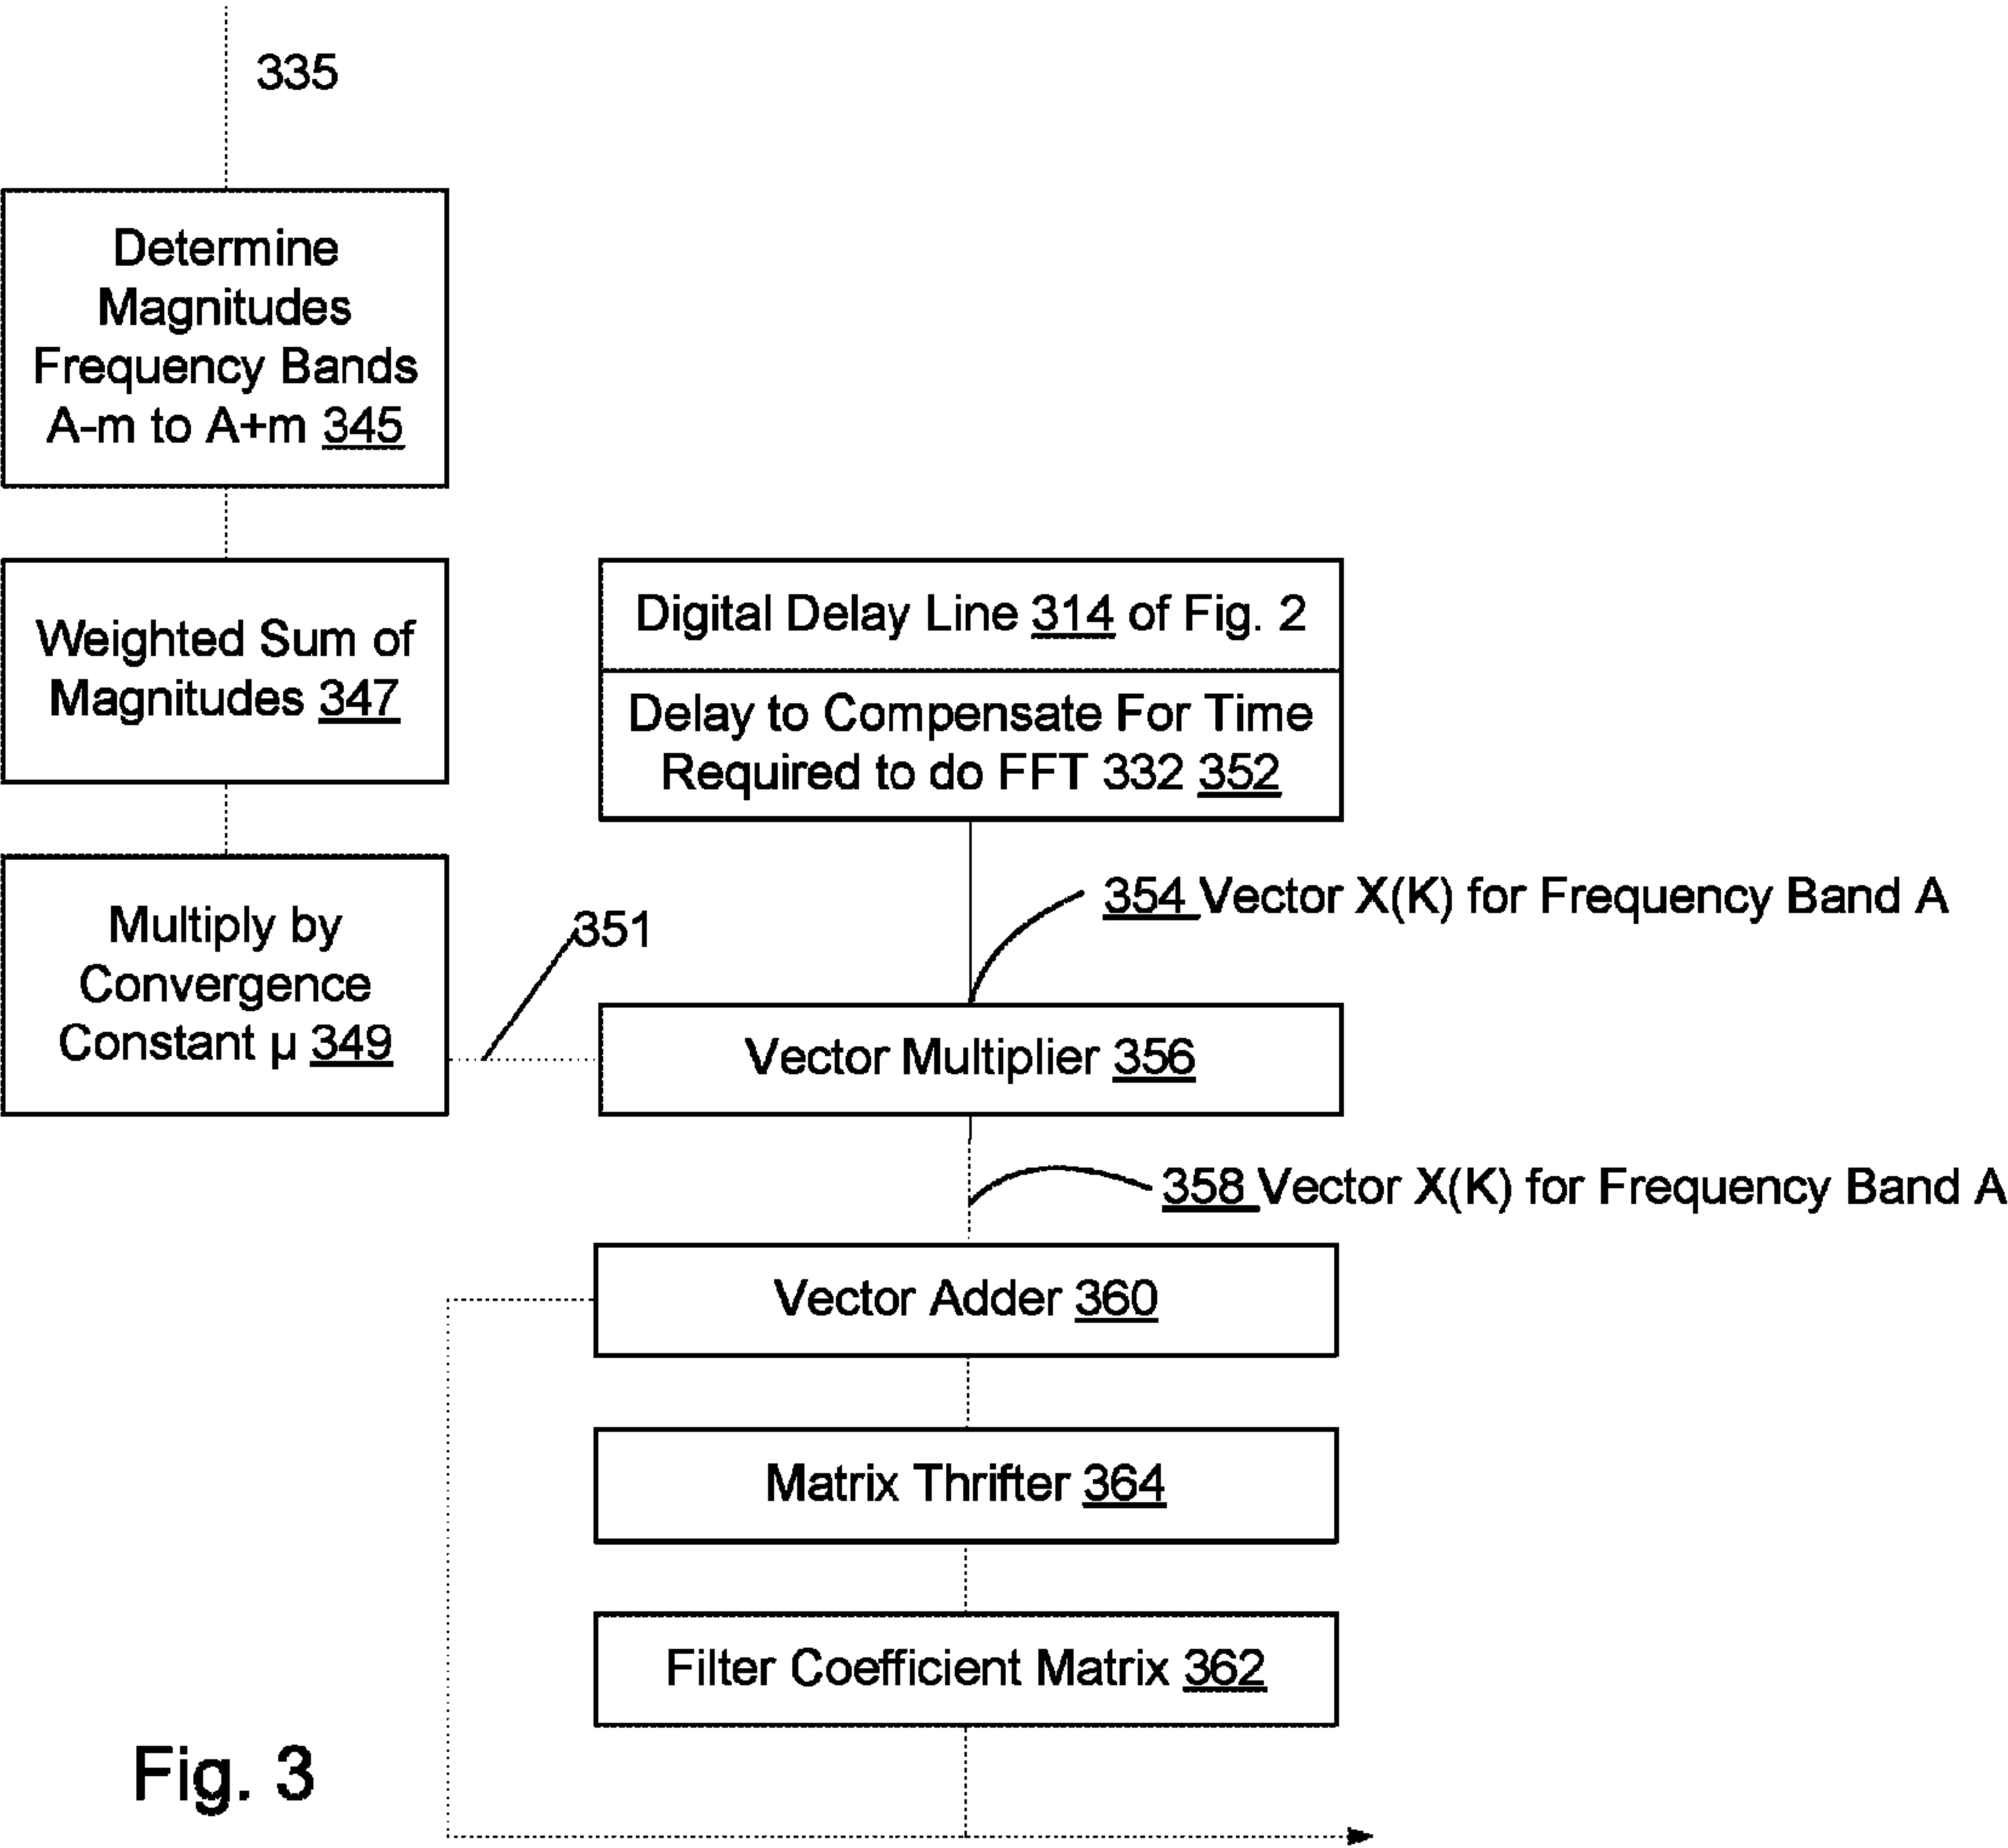 335
Determine
Magnitudes
Frequency Bands
A-m to A+m 345
Weighted Sum of
Magnitudes 347
Multiply by
Convergence
Constant µ 349
351
Digital Delay Line 314 of Fig. 2
Delay to Compensate For Time
Required to do FFT 332 352
354 Vector X(K) for Frequency Band A
Vector Multiplier 356
358 Vector X(K) for Frequency Band A
Vector Adder 360
Matrix Thrifter 364
Filter Coefficient Matrix 362
Fig. 3